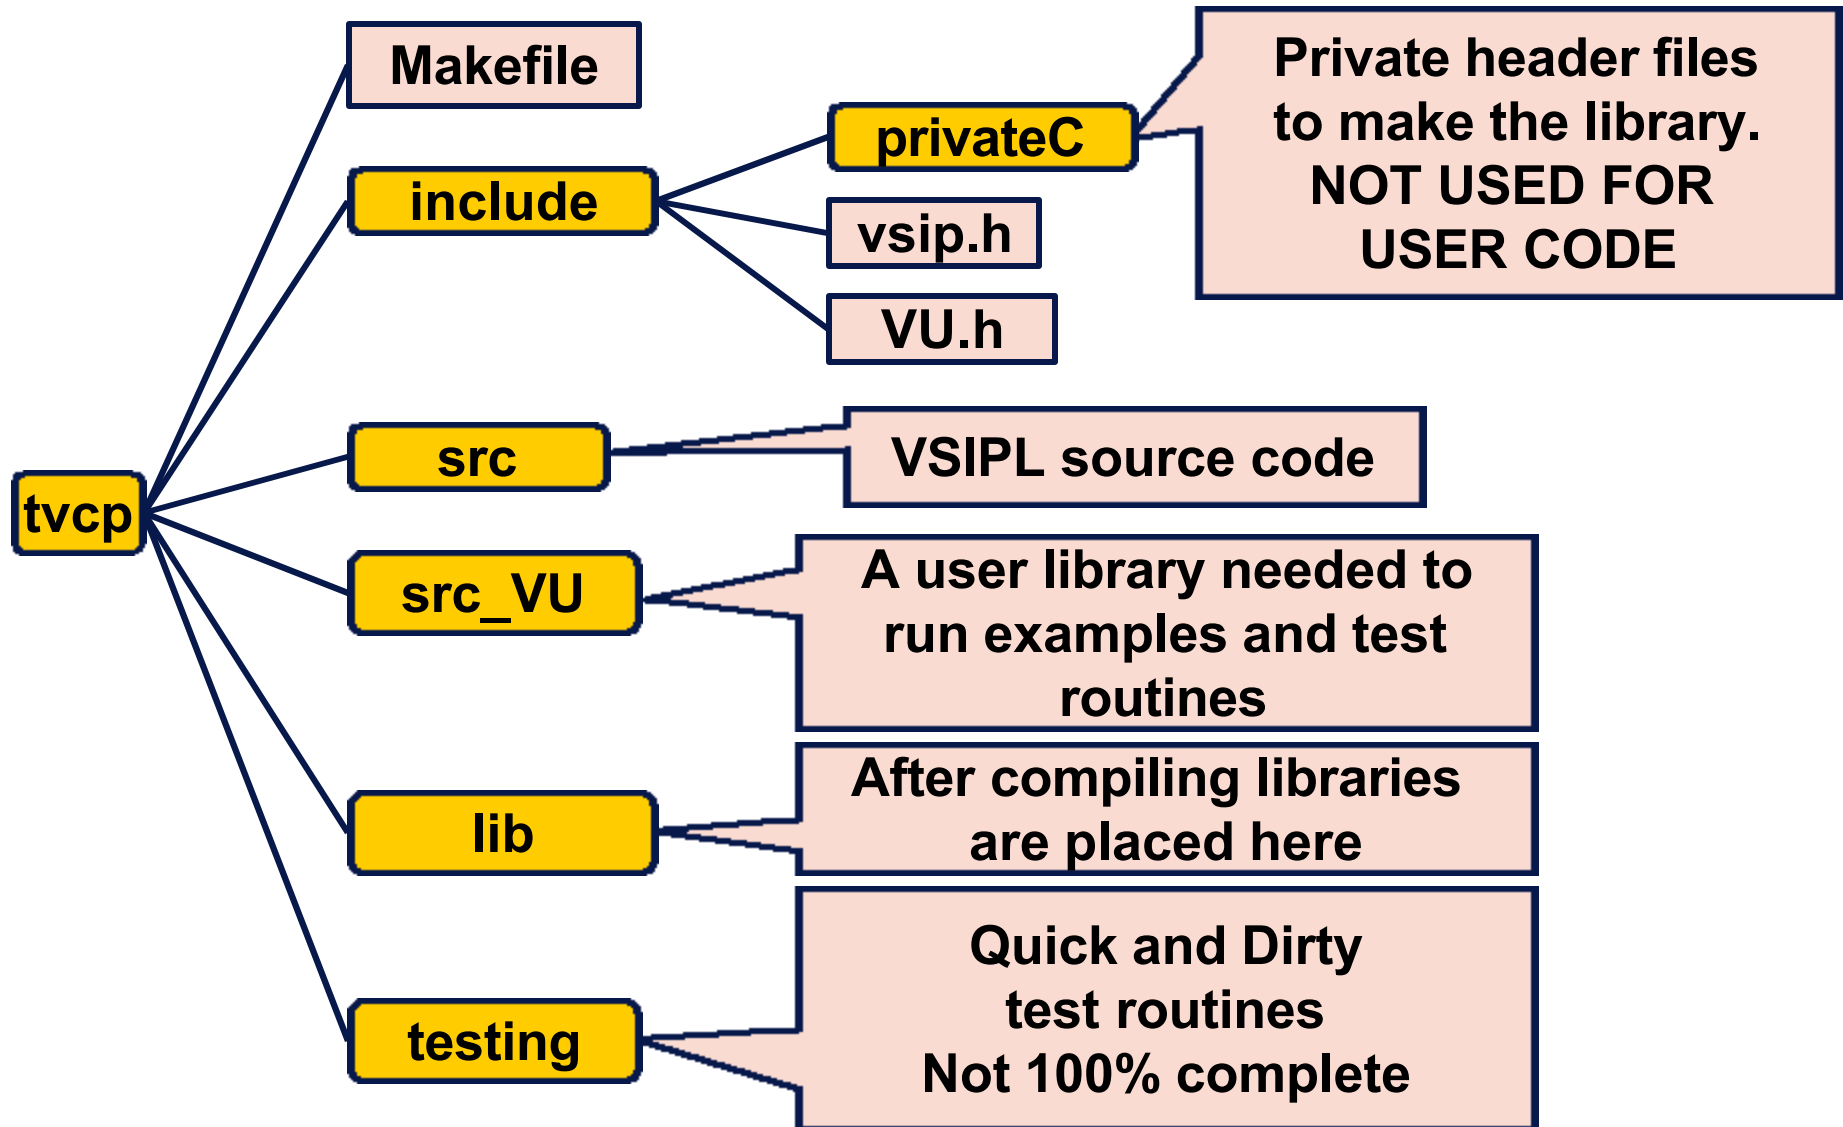 Makefile
Private header files
to make the library.
NOT USED FOR
USER CODE
privateC
include
vsip.h
VU.h
src
VSIPL source code
tvcp
src_VU
A user library needed to
run examples and test
routines
lib
After compiling libraries
are placed here
testing
Quick and Dirty
test routines
Not 100% complete